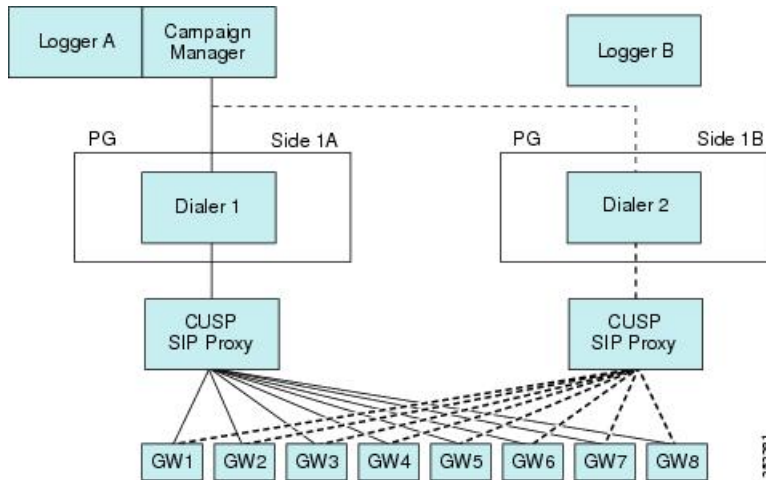 Logger A
Campaign
Manager
Logger B
PG
Side 1A
PG
Side 1B
Dialer 1
Dialer 2
CUSP
SIP Proxy
CUSP
SIP Proxy
GW1
GW2
GW3
GW4
GW5
GW6
GW7
GW8